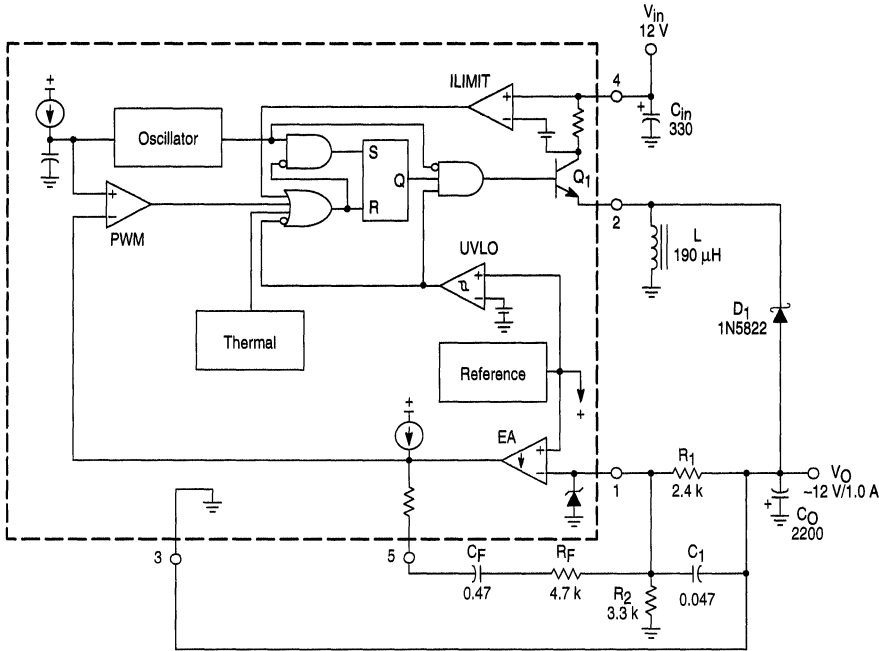 Vin
12 V
4
ILIMIT
+
−
+
Cin
330
+
Oscillator
S
Q
R
Q1
2
+
−
PWM
L
190 μH
UVLO
+
−
D1
1N5822
Thermal
Reference
+
+
EA
+
−
1
R1
2.4 k
VO
–12 V/1.0 A
+
CO
2200
3
5
CF
0.47
RF
4.7 k
R2
3.3 k
C1
0.047